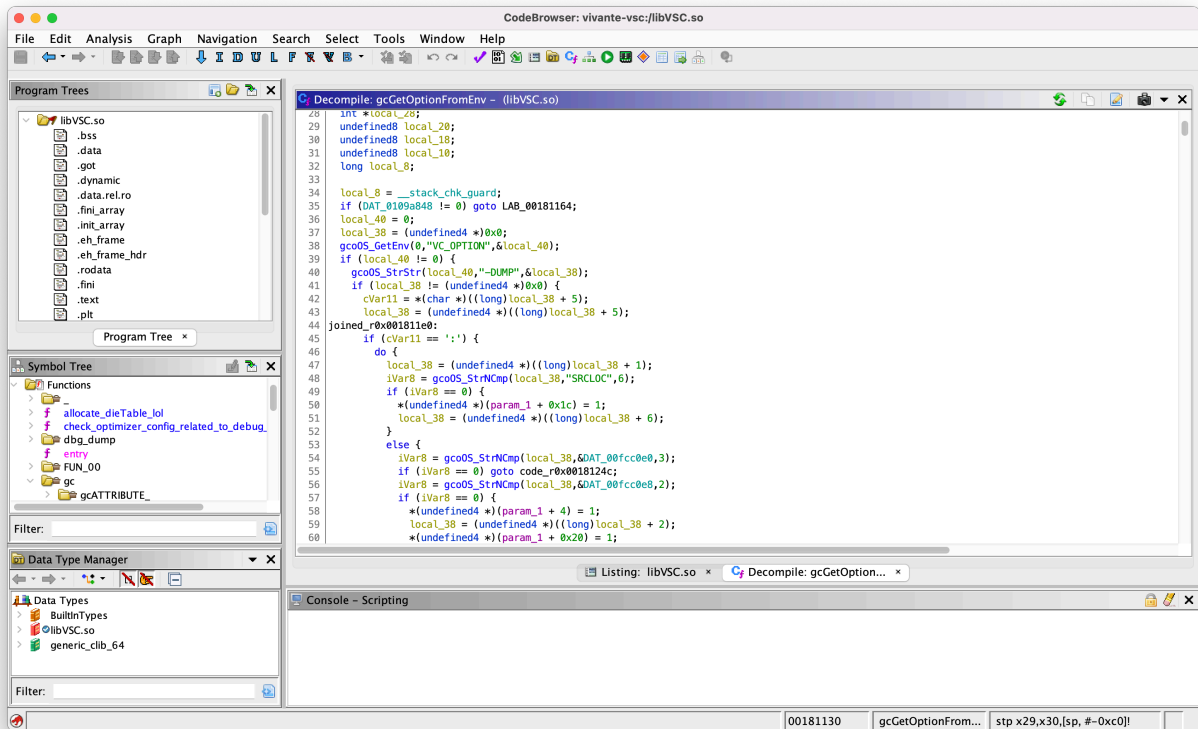 CodeBrowser: vivante-vsc:/libVSC.so
File Edit Analysis Graph Navigation Search Select Tools Window Help
I D U L F B
Program Trees
libVSC.so
.bss
.data
.got
.dynamic
.data.rel.ro
.fini_array
.init_array
.eh_frame
.eh_frame_hdr
.rodata
.fini
.text
.plt
Program Tree ×
Symbol Tree
Functions
_
f allocate_dieTable_lol
f check_optimizer_config_related_to_debug_
dbg_dump
f entry
FUN_00
gc
gcATTRIBUTE_
Filter:
Data Type Manager
Data Types
BuiltInTypes
libVSC.so
generic_clib_64
Filter:
Decompile: gcGetOptionFromEnv - (libVSC.so)
28 int *local_28;
29 undefined8 local_20;
30 undefined8 local_18;
31 undefined8 local_10;
32 long local_8;
33
34 local_8 = __stack_chk_guard;
35 if (DAT_0109a848 != 0) goto LAB_00181164;
36 local_40 = 0;
37 local_38 = (undefined4 *)0x0;
38 gcoOS_GetEnv(0,"VC_OPTION",&local_40);
39 if (local_40 != 0) {
40 gcoOS_StrStr(local_40,"-DUMP",&local_38);
41 if (local_38 != (undefined4 *)0x0) {
42 cVar11 = *(char *)((long)local_38 + 5);
43 local_38 = (undefined4 *)((long)local_38 + 5);
44 joined_r0x001811e0:
45 if (cVar11 == ':') {
46 do {
47 local_38 = (undefined4 *)((long)local_38 + 1);
48 iVar8 = gcoOS_StrNCmp(local_38,"SRCLOC",6);
49 if (iVar8 == 0) {
50 *(undefined4 *)(param_1 + 0x1c) = 1;
51 local_38 = (undefined4 *)((long)local_38 + 6);
52 }
53 else {
54 iVar8 = gcoOS_StrNCmp(local_38,&DAT_00fcc0e0,3);
55 if (iVar8 == 0) goto code_r0x0018124c;
56 iVar8 = gcoOS_StrNCmp(local_38,&DAT_00fcc0e8,2);
57 if (iVar8 == 0) {
58 *(undefined4 *)(param_1 + 4) = 1;
59 local_38 = (undefined4 *)((long)local_38 + 2);
60 *(undefined4 *)(param_1 + 0x20) = 1;
Listing: libVSC.so × Decompile: gcGetOption... ×
Console - Scripting
00181130 gcGetOptionFrom... stp x29,x30,[sp, #-0xc0]!